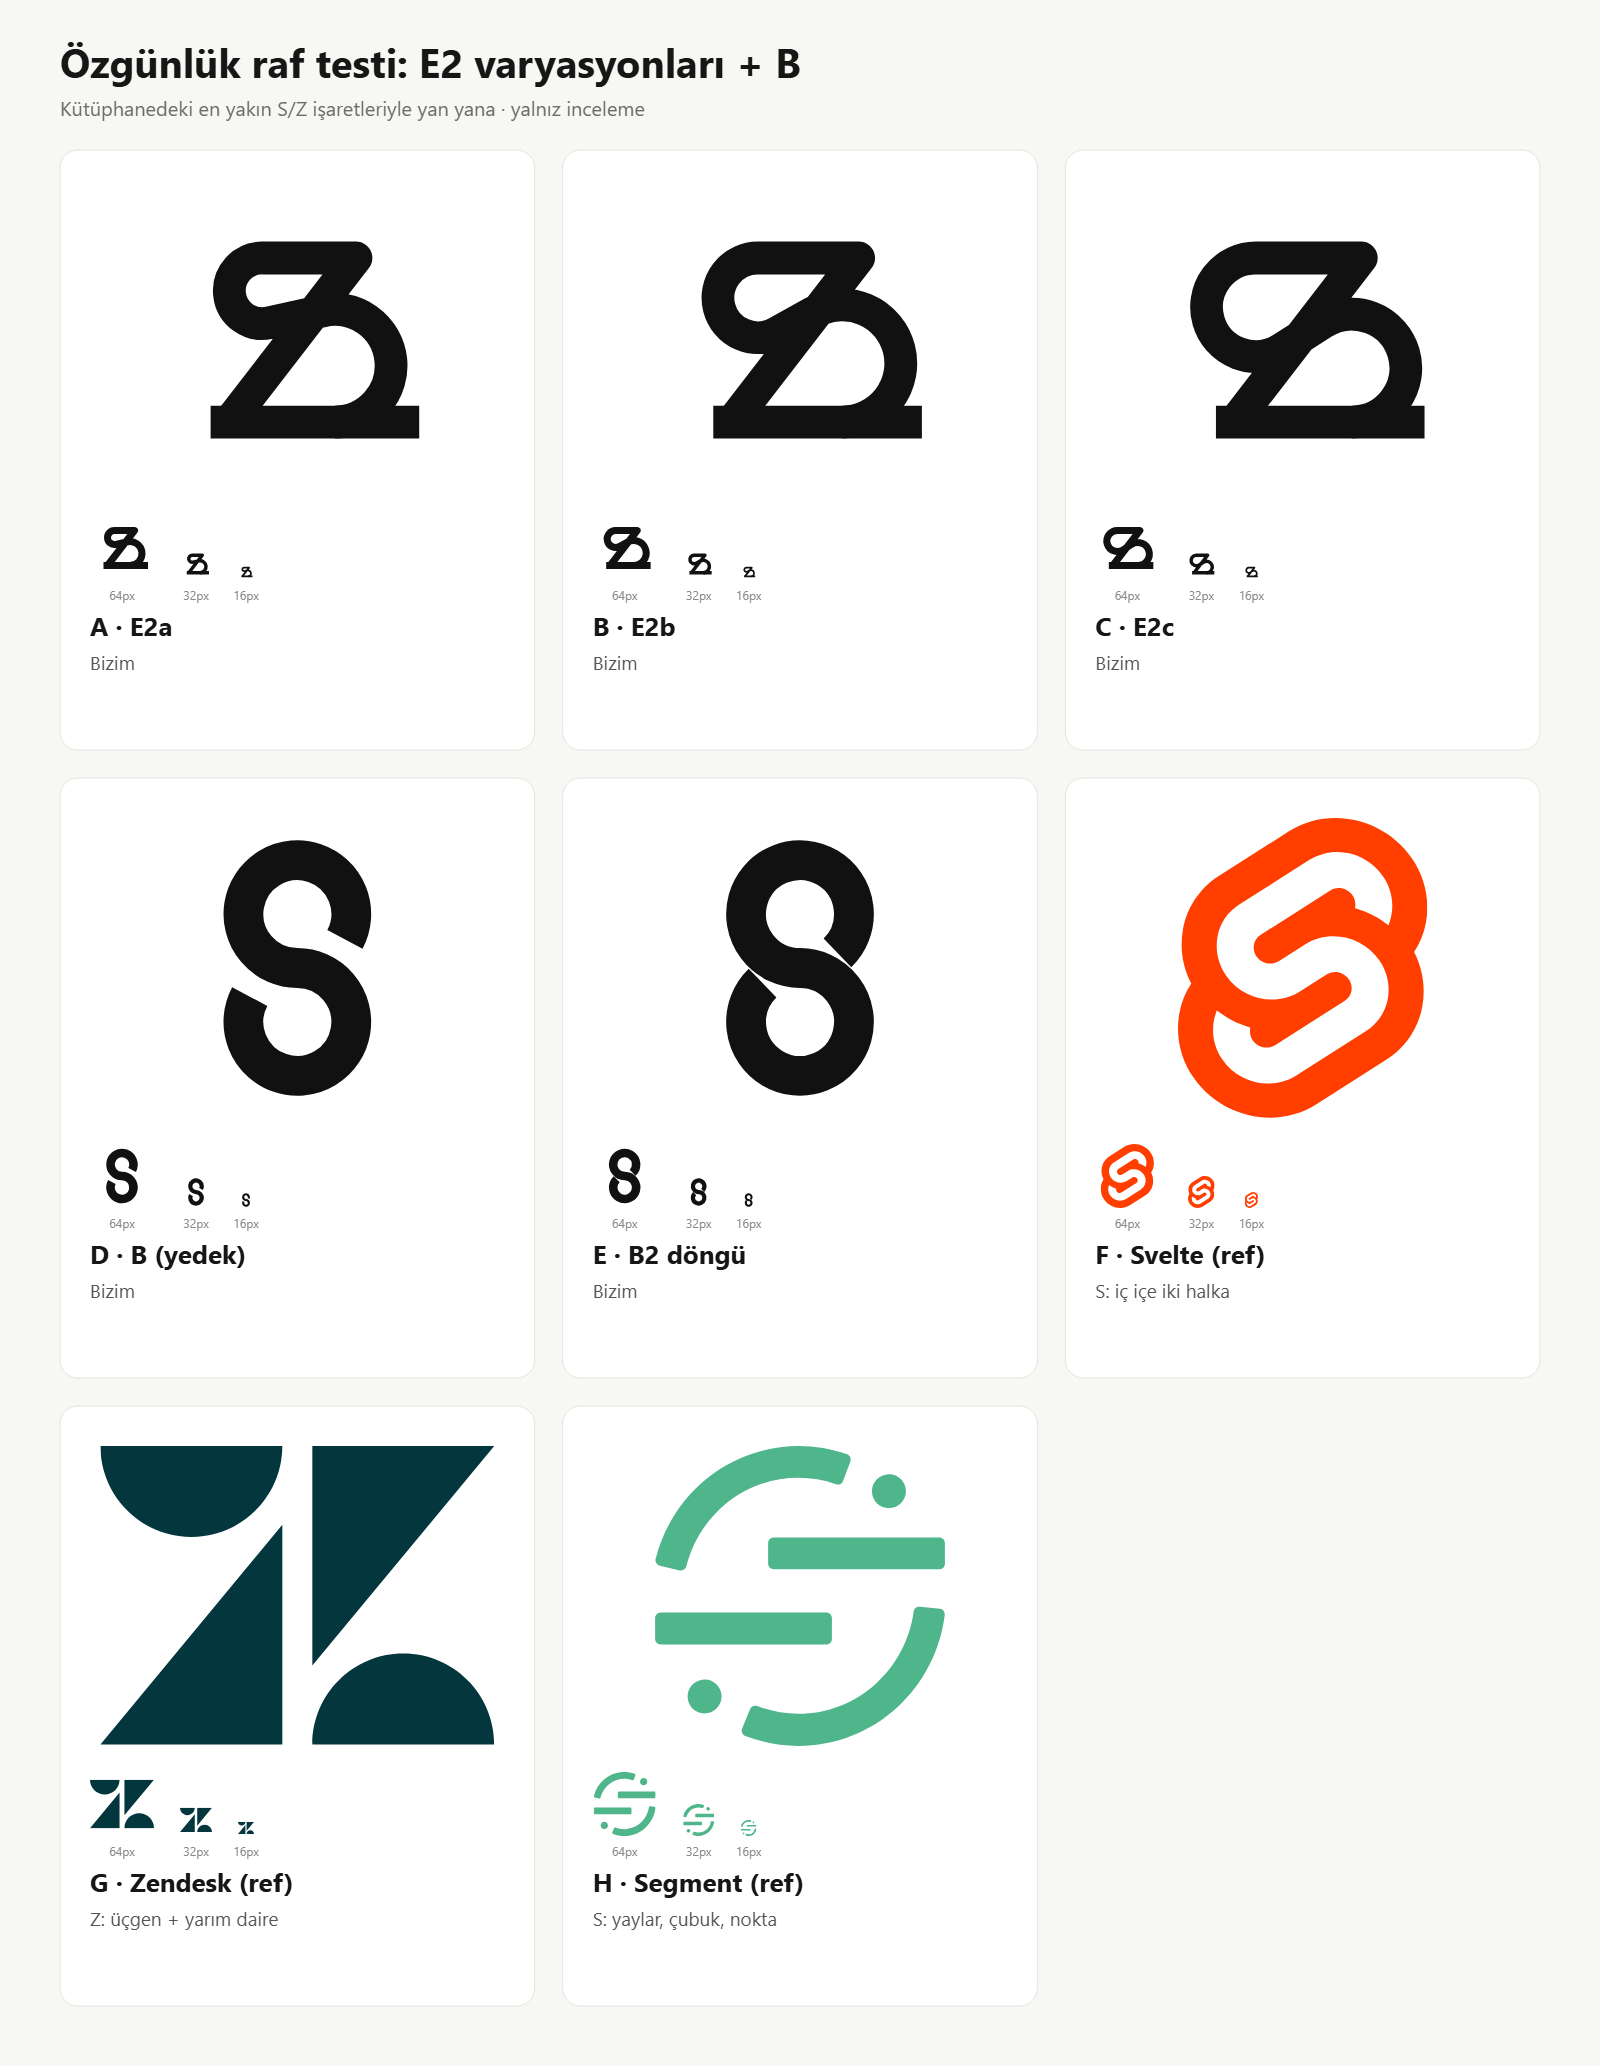 Özgünlük raf testi: E2 varyasyonları + B
Kütüphanedeki en yakın S/Z işaretleriyle yan yana · yalnız inceleme
64px 32px 16px
A · E2a
Bizim
64px 32px 16px
B · E2b
Bizim
64px 32px 16px
C · E2c
Bizim
64px 32px 16px
D · B (yedek)
Bizim
64px 32px 16px
E · B2 döngü
Bizim
64px 32px 16px
F · Svelte (ref)
S: iç içe iki halka
64px 32px 16px
G · Zendesk (ref)
Z: üçgen + yarım daire
64px 32px 16px
H · Segment (ref)
S: yaylar, çubuk, nokta